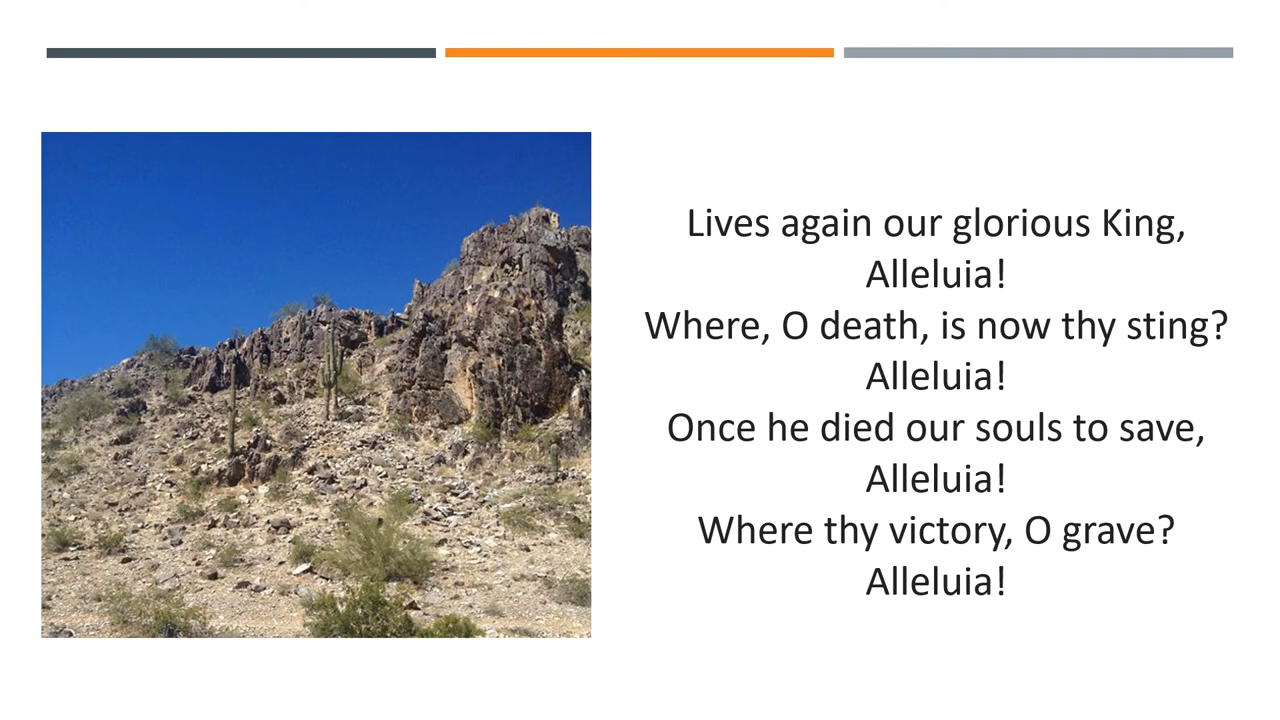 Lives again our glorious King,
Alleluia!
Where, O death, is now thy sting?
Alleluia!
Once he died our souls to save,
Alleluia!
Where thy victory, O grave?
Alleluia!